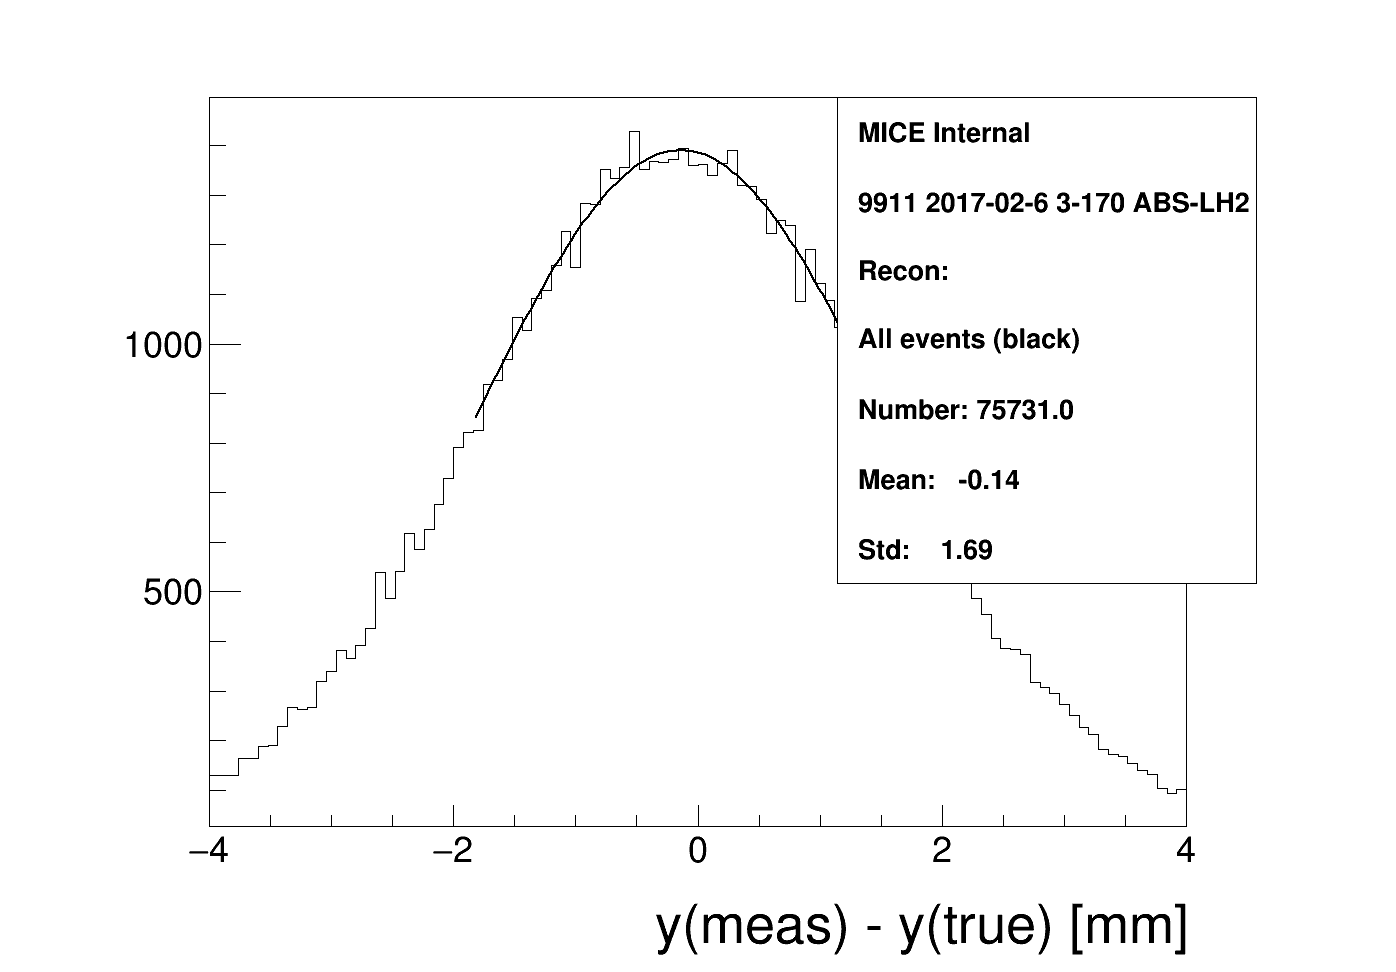 MICE Internal
9911 2017-02-6 3-170 ABS-LH2
Recon:
All events (black)
Number: 75731.0
Mean: -0.14
Std: 1.69
1000
500
−4 −2 0 2 4
y(meas) - y(true) [mm]